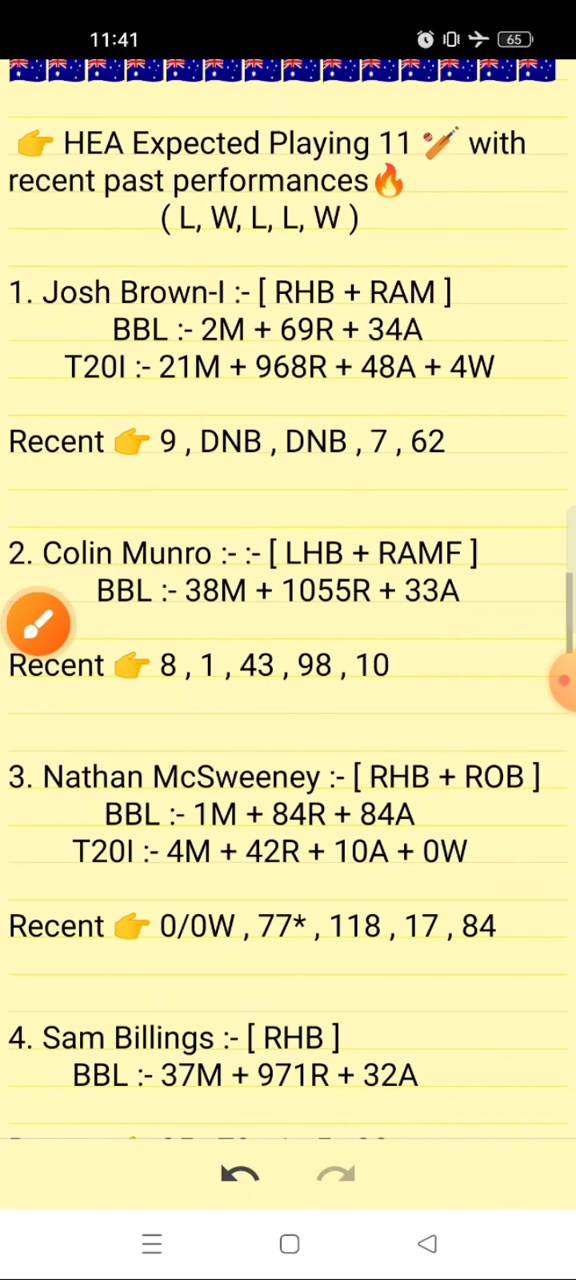 11:41
65
👉 HEA Expected Playing 11 🏏 with
recent past performances🔥
( L, W, L, L, W )
1. Josh Brown-I :- [ RHB + RAM ]
BBL :- 2M + 69R + 34A
T20I :- 21M + 968R + 48A + 4W
Recent 👉 9 , DNB , DNB , 7 , 62
2. Colin Munro :- :- [ LHB + RAMF ]
BBL :- 38M + 1055R + 33A
Recent 👉 8 , 1 , 43 , 98 , 10
3. Nathan McSweeney :- [ RHB + ROB ]
BBL :- 1M + 84R + 84A
T20I :- 4M + 42R + 10A + 0W
Recent 👉 0/0W , 77* , 118 , 17 , 84
4. Sam Billings :- [ RHB ]
BBL :- 37M + 971R + 32A